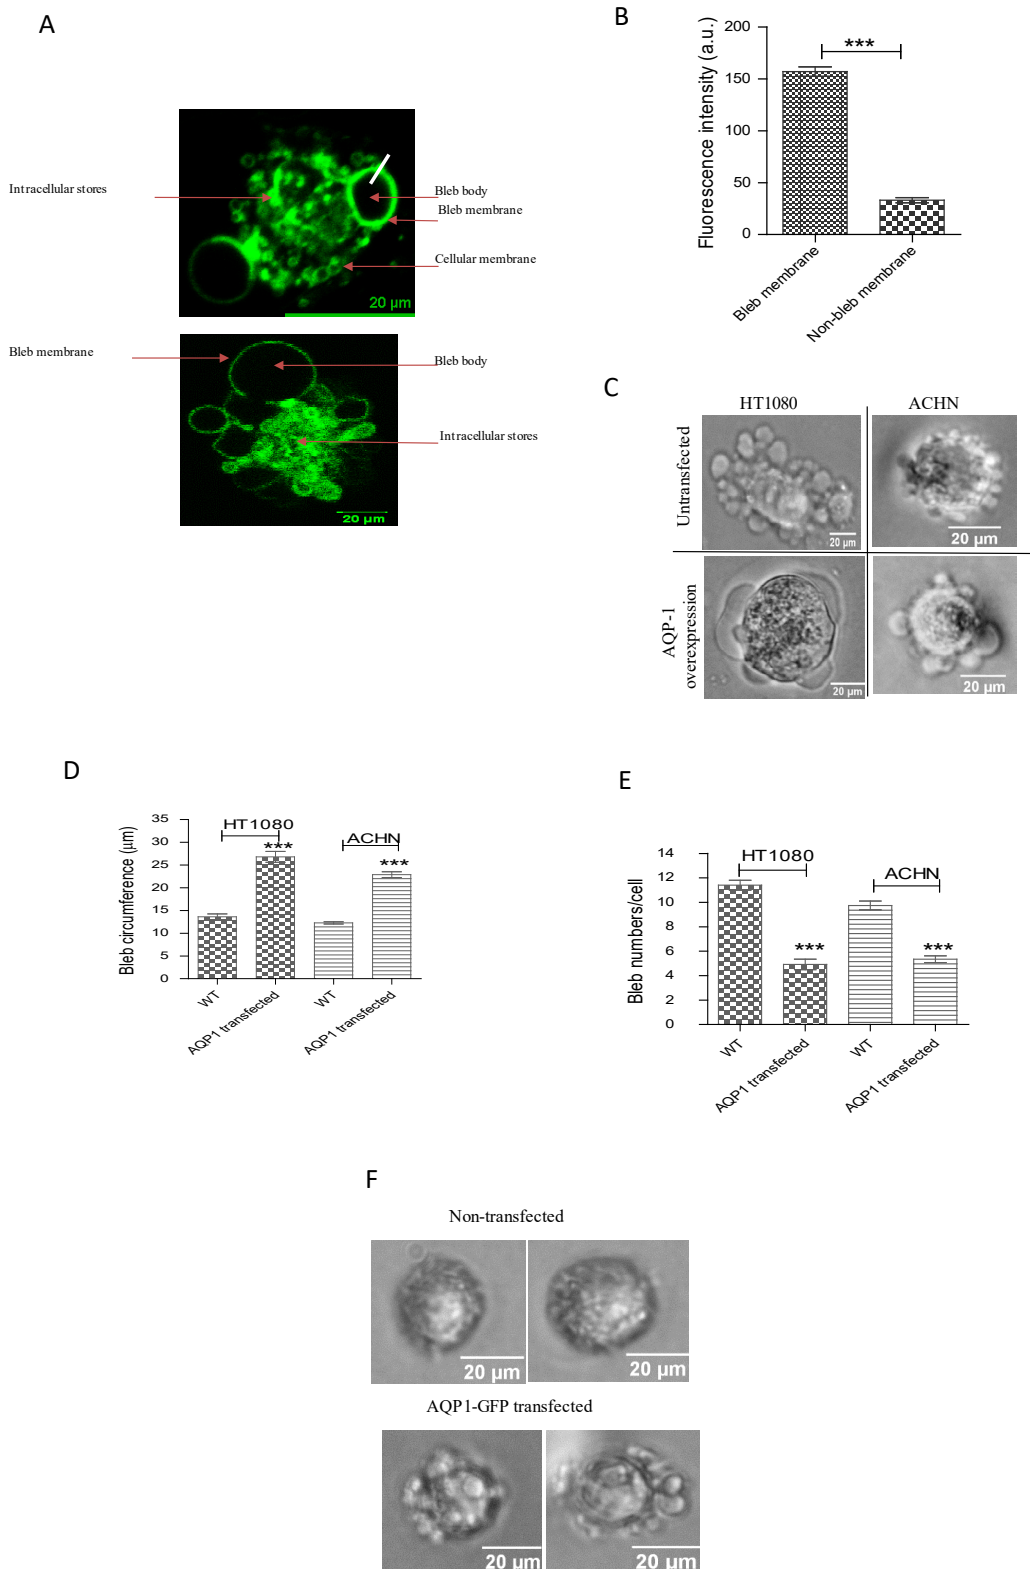 A
Intracellular stores
Bleb body
Bleb membrane
Cellular membrane
20 µm
Bleb membrane
Bleb body
Intracellular stores
20 µm
B
Fluorescence intensity (a.u.)
200
150
100
50
0
***
Bleb membrane
Non-bleb membrane
C
HT1080
ACHN
Untransfected
20 µm
20 µm
AQP-1
overexpression
20 µm
20 µm
D
Bleb circumference (µm)
35
30
25
20
15
10
5
0
HT1080
***
ACHN
***
WT
AQP1 transfected
WT
AQP1 transfected
E
Bleb numbers/cell
14
12
10
8
6
4
2
0
HT1080
***
ACHN
***
WT
AQP1 transfected
WT
AQP1 transfected
F
Non-transfected
20 µm
20 µm
AQP1-GFP transfected
20 µm
20 µm